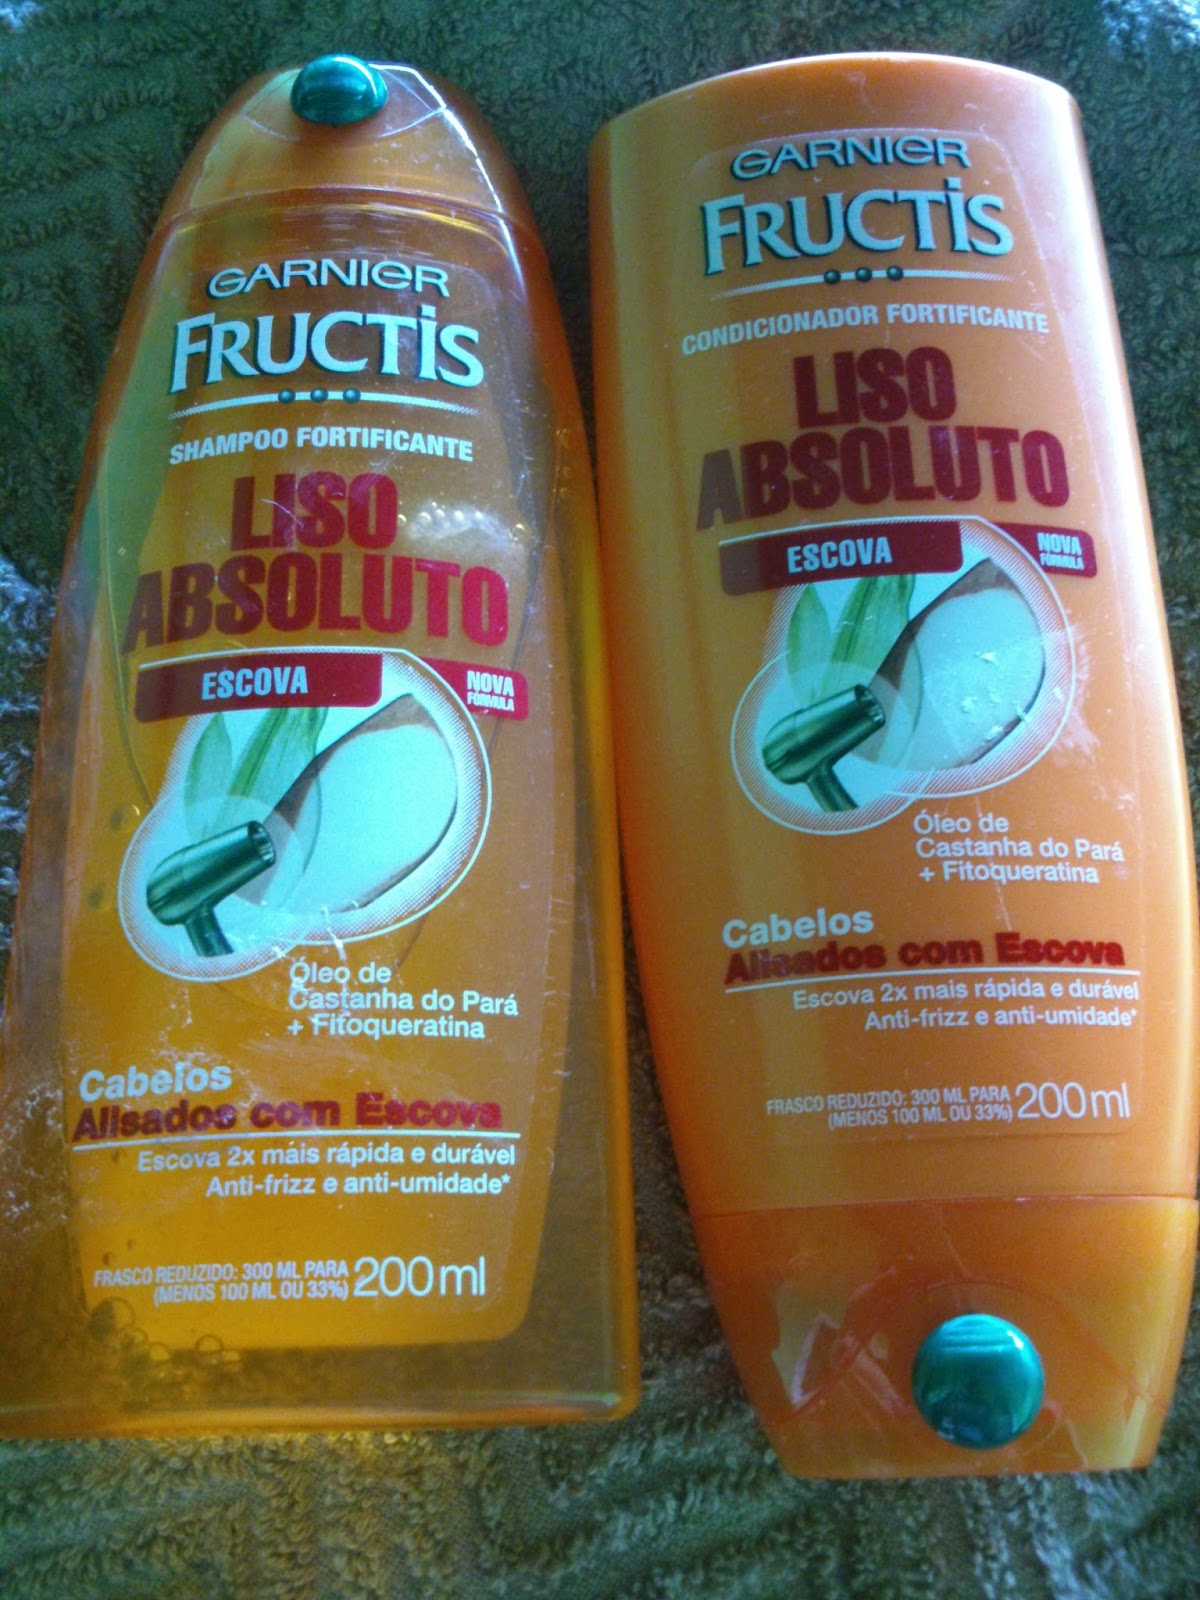 GARNIER
FRUCTIS
SHAMPOO FORTIFICANTE
LISO
ABSOLUTO
ESCOVA
NOVA
FÓRMULA
Óleo de
Castanha do Pará
+ Fitoqueratina
Cabelos
Alisados com Escova
Escova 2x mais rápida e durável
Anti-frizz e anti-umidade*
FRASCO REDUZIDO: 300 ML PARA
(MENOS 100 ML OU 33%) 200ml
GARNIER
FRUCTIS
CONDICIONADOR FORTIFICANTE
LISO
ABSOLUTO
ESCOVA
NOVA
FÓRMULA
Óleo de
Castanha do Pará
+ Fitoqueratina
Cabelos
Alisados com Escova
Escova 2x mais rápida e durável
Anti-frizz e anti-umidade*
FRASCO REDUZIDO: 300 ML PARA
(MENOS 100 ML OU 33%) 200ml